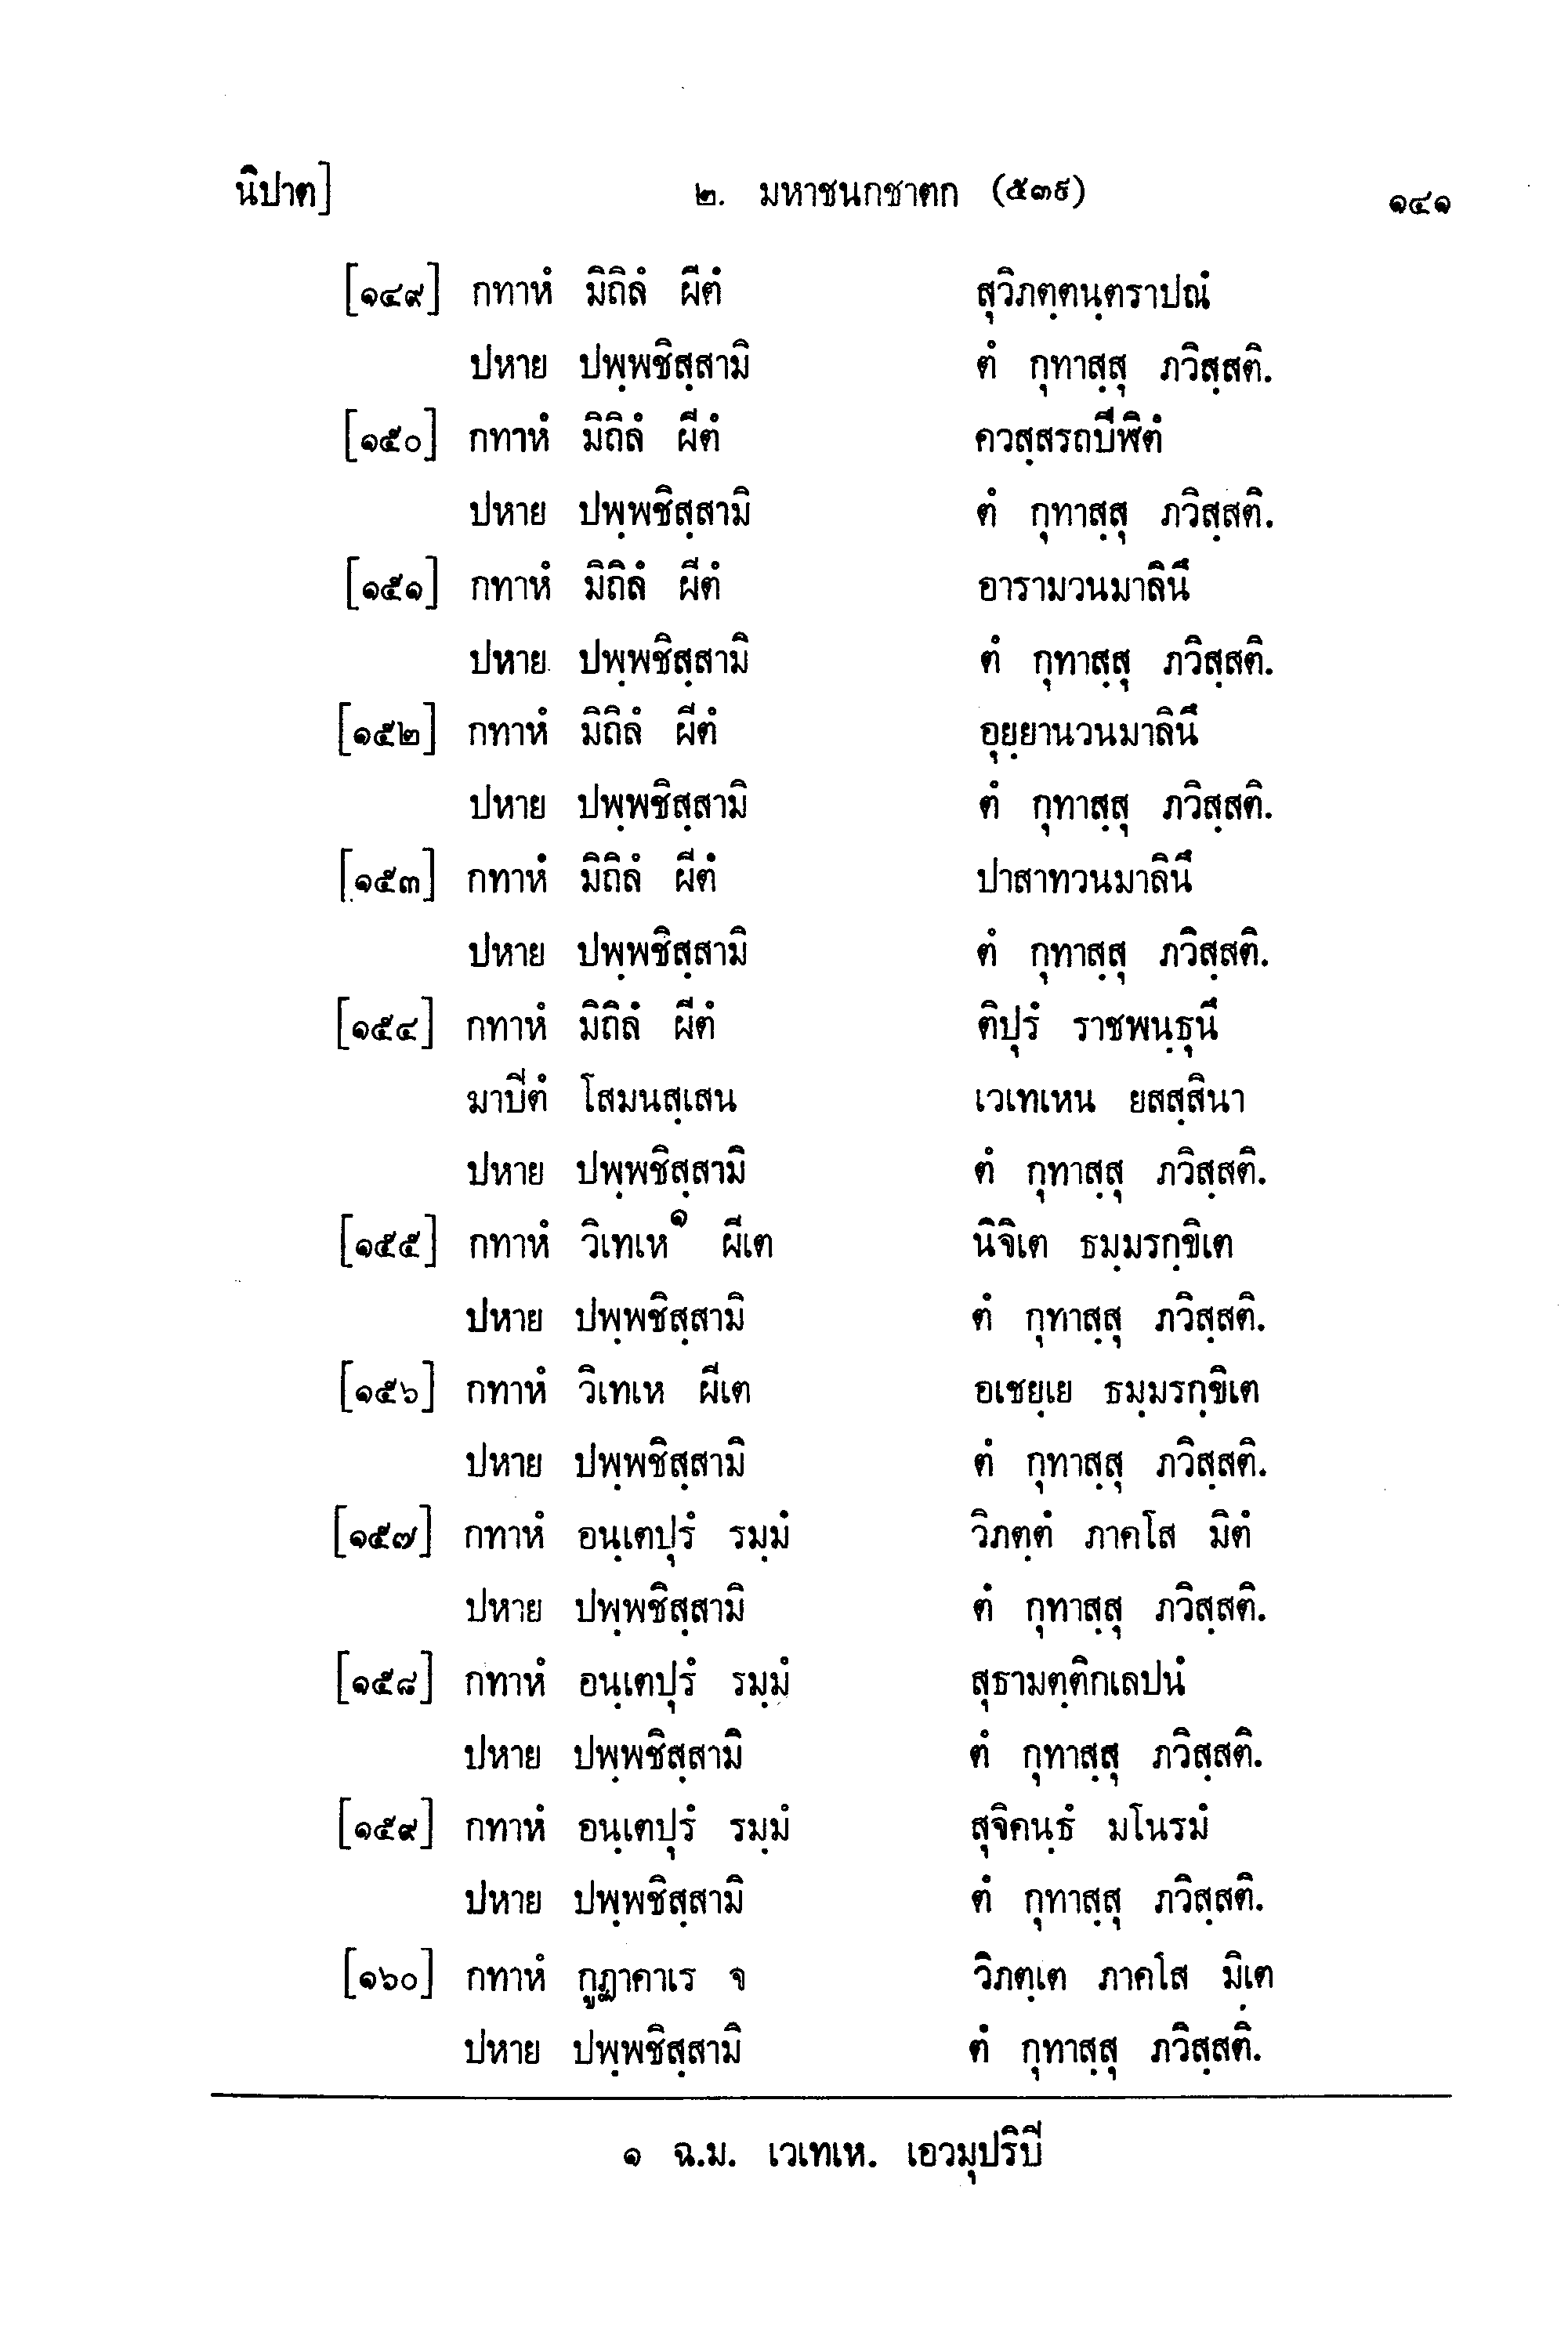 นิปาต] ๒. มหาชนกชาตก (๕๓๙) ๑๔๑
[๑๔๙] กทาหํ มิถิลํ ผีตํ สุวิภตฺตนฺตราปณํ
ปหาย ปพฺพชิสฺสามิ ตํ กุทาสฺสุ ภวิสฺสติ.
[๑๕๐] กทาหํ มิถิลํ ผีตํ ควสฺสรถปีฬิตํ
ปหาย ปพฺพชิสฺสามิ ตํ กุทาสฺสุ ภวิสฺสติ.
[๑๕๑] กทาหํ มิถิลํ ผีตํ อารามวนมาลินึ
ปหาย ปพฺพชิสฺสามิ ตํ กุทาสฺสุ ภวิสฺสติ.
[๑๕๒] กทาหํ มิถิลํ ผีตํ อุยฺยานวนมาลินึ
ปหาย ปพฺพชิสฺสามิ ตํ กุทาสฺสุ ภวิสฺสติ.
[๑๕๓] กทาหํ มิถิลํ ผีตํ ปาสาทวนมาลินึ
ปหาย ปพฺพชิสฺสามิ ตํ กุทาสฺสุ ภวิสฺสติ.
[๑๕๔] กทาหํ มิถิลํ ผีตํ ติปุรํ ราชพนฺธุนึ
มาปีตํ โสมนสฺเสน เวเทเหน ยสสฺสินา
ปหาย ปพฺพชิสฺสามิ ตํ กุทาสฺสุ ภวิสฺสติ.
[๑๕๕] กทาหํ วิเทเห๑ ผีเต นิจิเต ธมฺมรกฺขิเต
ปหาย ปพฺพชิสฺสามิ ตํ กุทาสฺสุ ภวิสฺสติ.
[๑๕๖] กทาหํ วิเทเห ผีเต อเชยฺเย ธมฺมรกฺขิเต
ปหาย ปพฺพชิสฺสามิ ตํ กุทาสฺสุ ภวิสฺสติ.
[๑๕๗] กทาหํ อนฺเตปุรํ รมฺมํ วิภตฺตํ ภาคโส มิตํ
ปหาย ปพฺพชิสฺสามิ ตํ กุทาสฺสุ ภวิสฺสติ.
[๑๕๘] กทาหํ อนฺเตปุรํ รมฺมํ สุธามตฺติกเลปนํ
ปหาย ปพฺพชิสฺสามิ ตํ กุทาสฺสุ ภวิสฺสติ.
[๑๕๙] กทาหํ อนฺเตปุรํ รมฺมํ สุจิคนฺธํ มโนรมํ
ปหาย ปพฺพชิสฺสามิ ตํ กุทาสฺสุ ภวิสฺสติ.
[๑๖๐] กทาหํ กูฏาคาเร จ วิภตฺเต ภาคโส มิเต
ปหาย ปพฺพชิสฺสามิ ตํ กุทาสฺสุ ภวิสฺสติ.
๑ ฉ.ม. เวเทเห. เอวมุปริปี